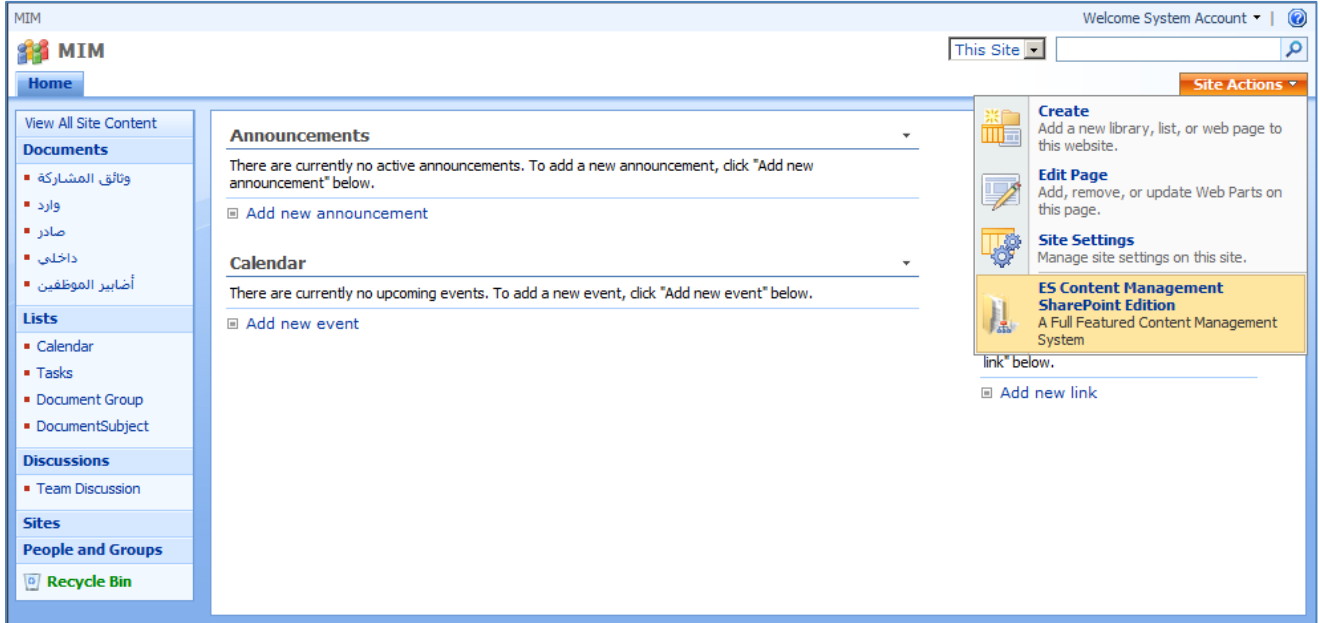 MIM
Welcome System Account
MIM
This Site
Home
Site Actions
View All Site Content
Documents
وثائق المشاركة
وارد
صادر
داخلي
أضابير الموظفين
Lists
Calendar
Tasks
Document Group
DocumentSubject
Discussions
Team Discussion
Sites
People and Groups
Recycle Bin
Announcements
There are currently no active announcements. To add a new announcement, click "Add new
announcement" below.
Add new announcement
Calendar
There are currently no upcoming events. To add a new event, click "Add new event" below.
Add new event
Create
Add a new library, list, or web page to
this website.
Edit Page
Add, remove, or update Web Parts on
this page.
Site Settings
Manage site settings on this site.
ES Content Management
SharePoint Edition
A Full Featured Content Management
System
link" below.
Add new link